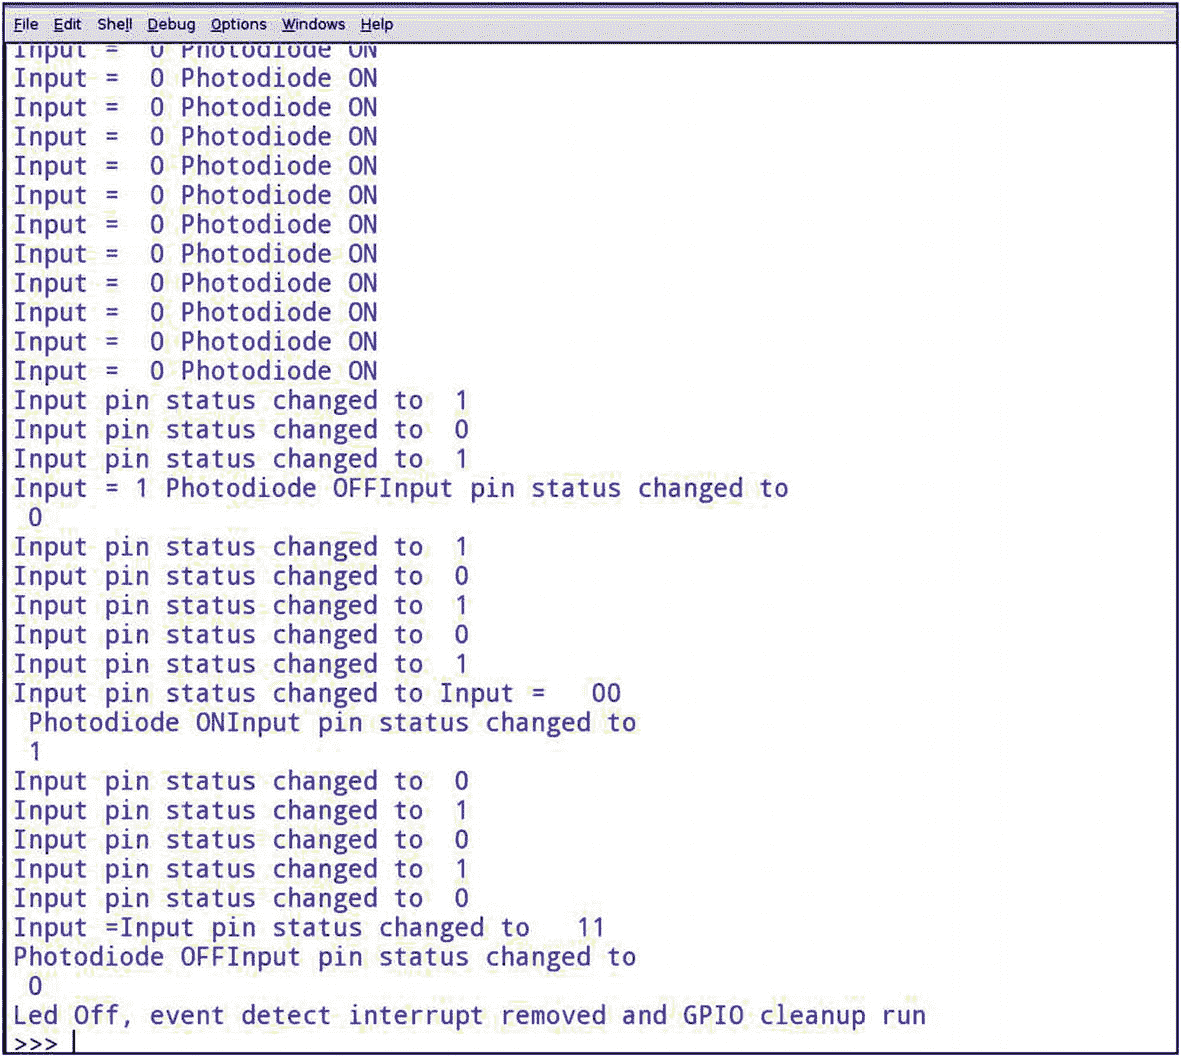 File Edit Shell Debug Options Windows Help
Input =  0 Photodiode ON
Input =  0 Photodiode ON
Input =  0 Photodiode ON
Input =  0 Photodiode ON
Input =  0 Photodiode ON
Input =  0 Photodiode ON
Input =  0 Photodiode ON
Input =  0 Photodiode ON
Input =  0 Photodiode ON
Input =  0 Photodiode ON
Input =  0 Photodiode ON
Input =  0 Photodiode ON
Input pin status changed to  1
Input pin status changed to  0
Input pin status changed to  1
Input = 1 Photodiode OFFInput pin status changed to
 0
Input pin status changed to  1
Input pin status changed to  0
Input pin status changed to  1
Input pin status changed to  0
Input pin status changed to  1
Input pin status changed to Input =   00
 Photodiode ONInput pin status changed to
 1
Input pin status changed to  0
Input pin status changed to  1
Input pin status changed to  0
Input pin status changed to  1
Input pin status changed to  0
Input =Input pin status changed to   11
Photodiode OFFInput pin status changed to
 0
Led Off, event detect interrupt removed and GPIO cleanup run
>>>